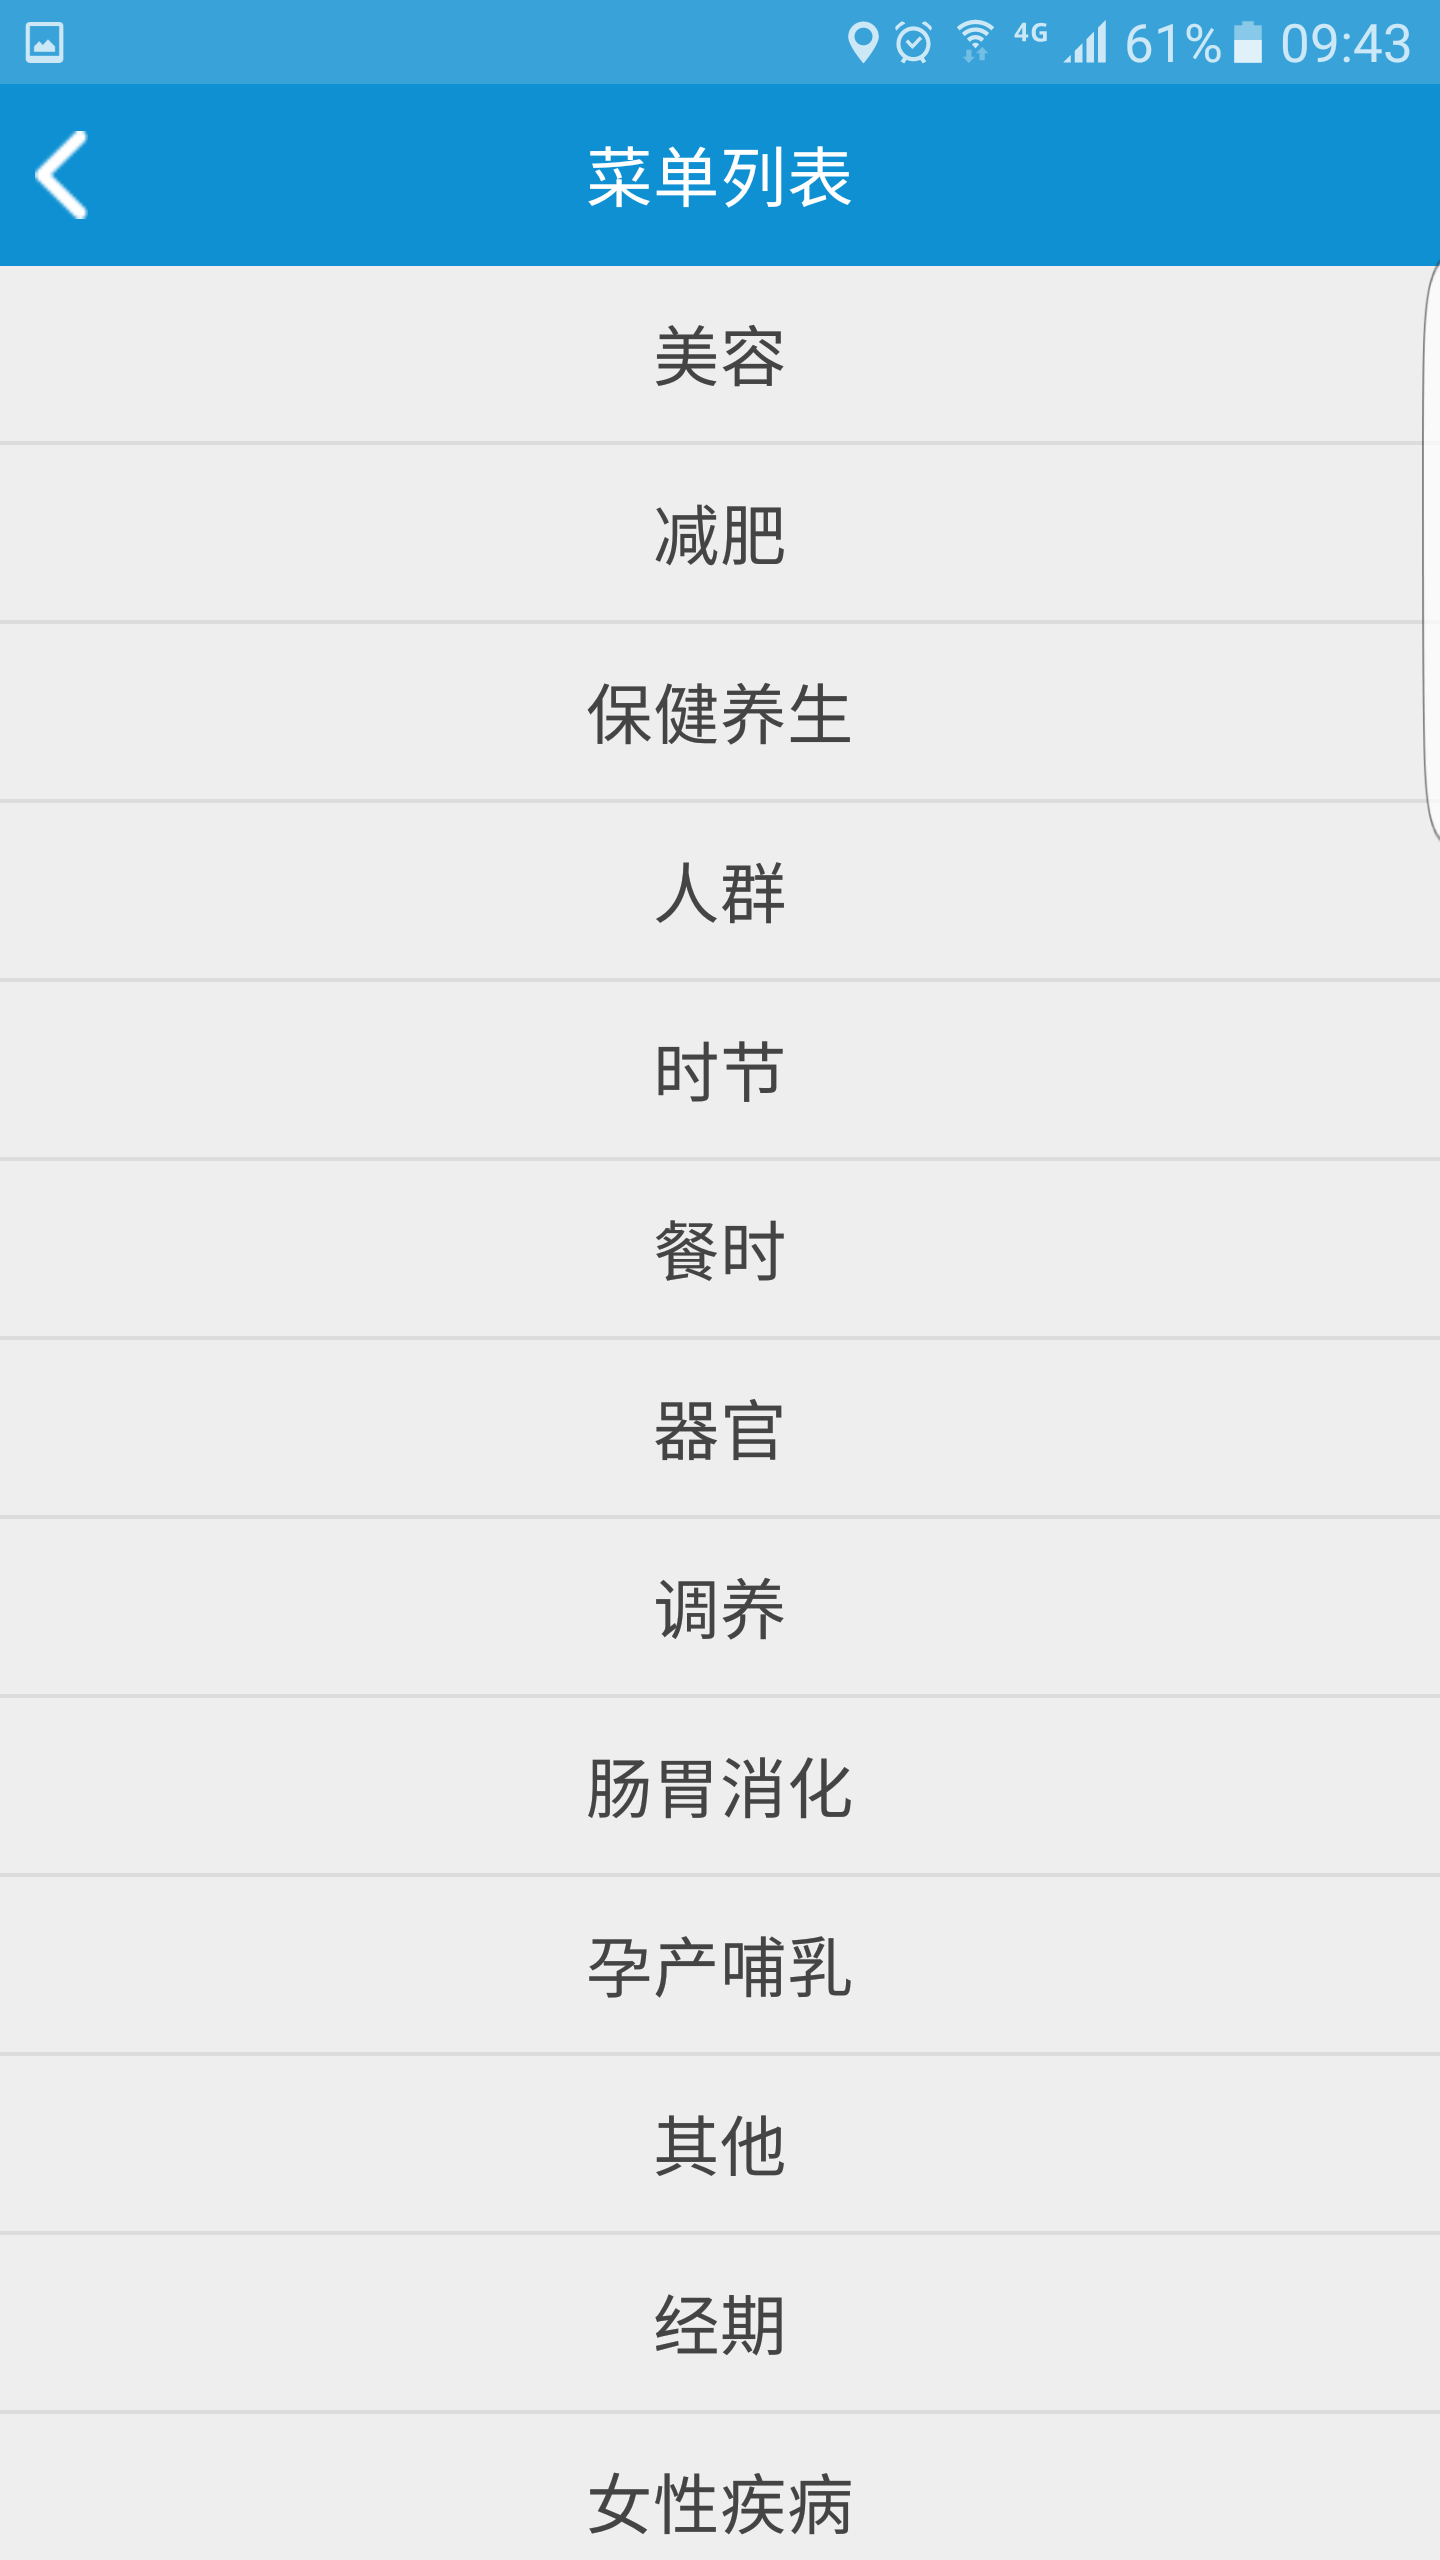 4G 61% 09:43
菜单列表
美容
减肥
保健养生
人群
时节
餐时
器官
调养
肠胃消化
孕产哺乳
其他
经期
女性疾病